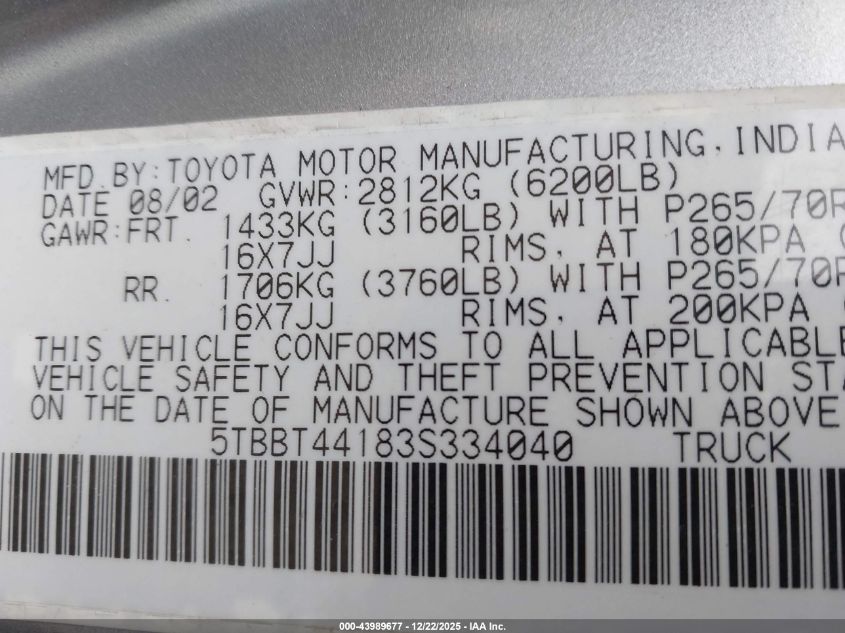 MFD. BY: TOYOTA MOTOR MANUFACTURING, INDIA
DATE 08/02 GVWR: 2812KG (6200LB)
GAWR: FRT. 1433KG (3160LB) WITH P265/70R
16X7JJ RIMS, AT 180KPA
RR. 1706KG (3760LB) WITH P265/70R
16X7JJ RIMS, AT 200KPA
THIS VEHICLE CONFORMS TO ALL APPLICABLE
VEHICLE SAFETY AND THEFT PREVENTION STA
ON THE DATE OF MANUFACTURE SHOWN ABOVE
5TBBT44183S334040 TRUCK
000-43989677 - 12/22/2025 - IAA Inc.